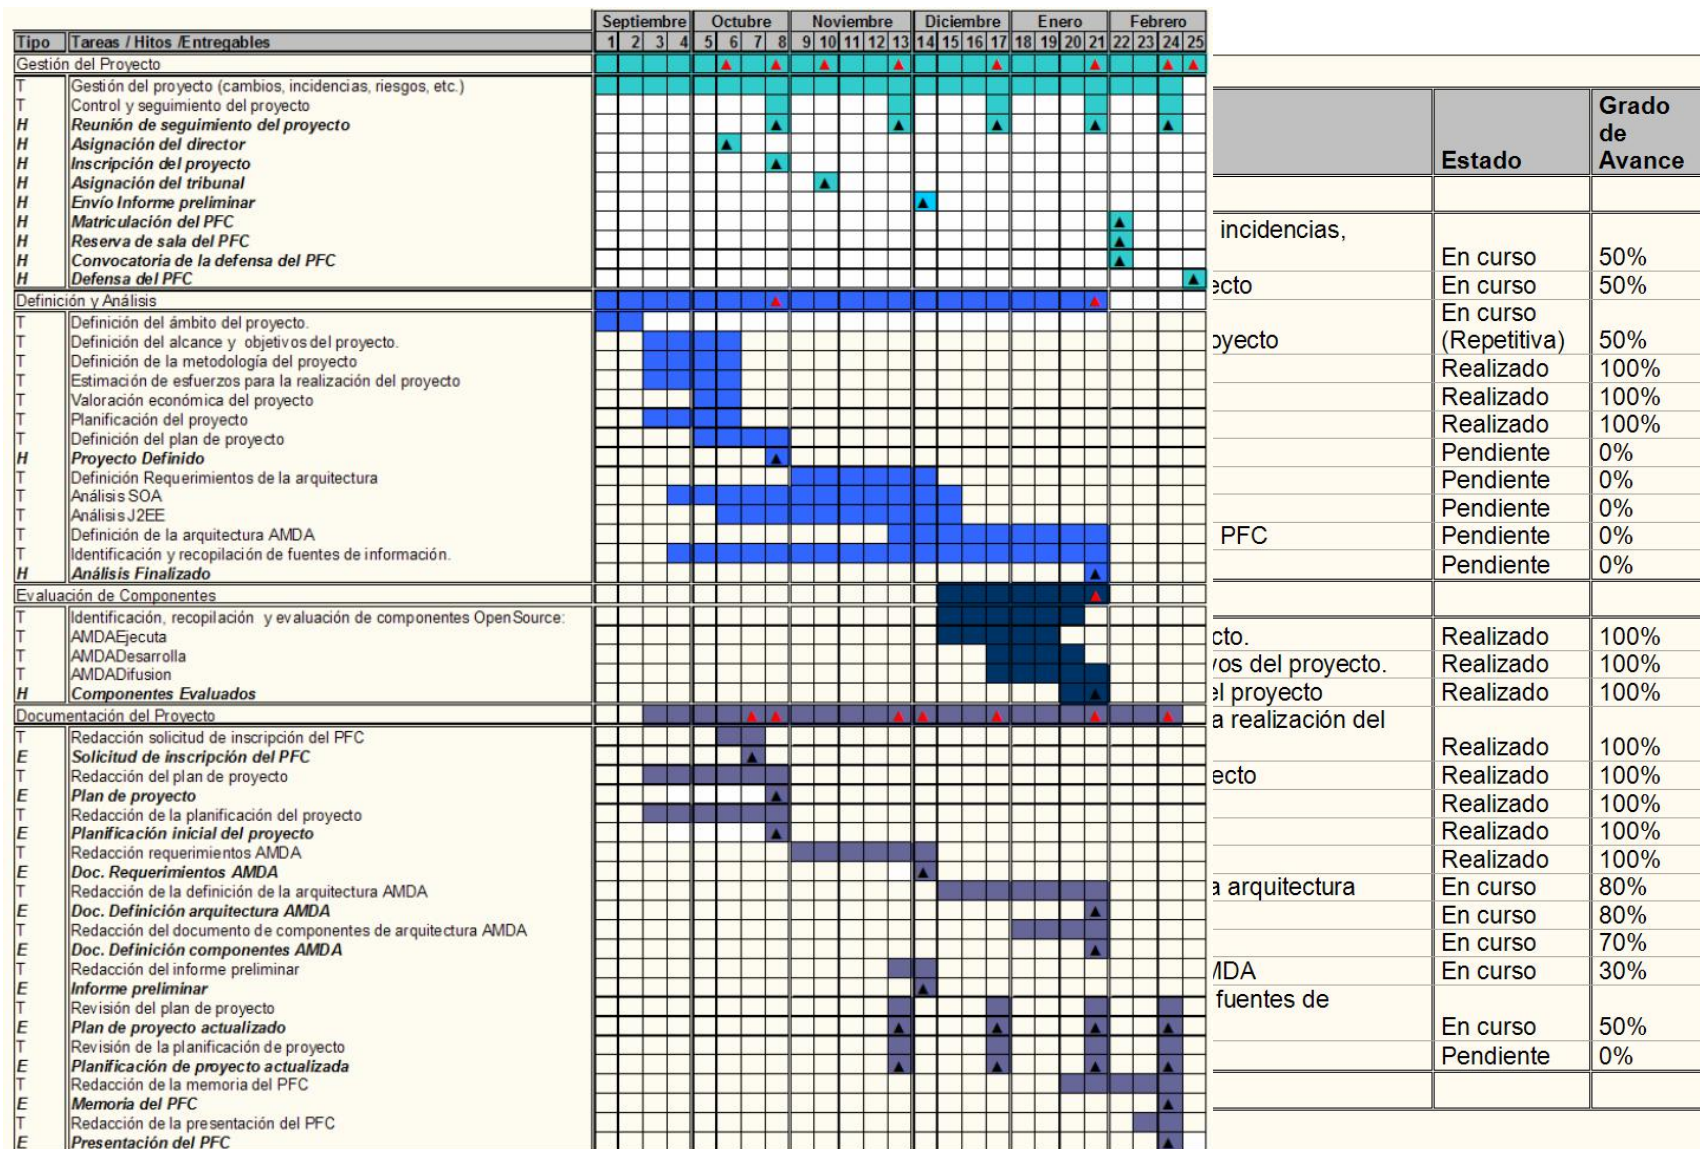 Septiembre Octubre Noviembre Diciembre Enero Febrero
Tipo Tareas / Hitos /Entregables 1 2 3 4 5 6 7 8 9 10 11 12 13 14 15 16 17 18 19 20 21 22 23 24 25
Gestión del Proyecto
T Gestión del proyecto (cambios, incidencias, riesgos, etc.)
T Control y seguimiento del proyecto
H Reunión de seguimiento del proyecto
H Asignación del director
H Inscripción del proyecto
H Asignación del tribunal
H Envío Informe preliminar
H Matriculación del PFC
H Reserva de sala del PFC
H Convocatoria de la defensa del PFC
H Defensa del PFC
Definición y Análisis
T Definición del ámbito del proyecto.
T Definición del alcance y objetivos del proyecto.
T Definición de la metodología del proyecto
T Estimación de esfuerzos para la realización del proyecto
T Valoración económica del proyecto
T Planificación del proyecto
T Definición del plan de proyecto
H Proyecto Definido
T Definición Requerimientos de la arquitectura
T Análisis SOA
T Análisis J2EE
T Definición de la arquitectura AMDA
T Identificación y recopilación de fuentes de información.
H Análisis Finalizado
Evaluación de Componentes
T Identificación, recopilación y evaluación de componentes OpenSource:
T AMDAEjecuta
T AMDADesarrolla
T AMDADifusion
H Componentes Evaluados
Documentación del Proyecto
T Redacción solicitud de inscripción del PFC
E Solicitud de inscripción del PFC
T Redacción del plan de proyecto
E Plan de proyecto
T Redacción de la planificación del proyecto
E Planificación inicial del proyecto
T Redacción requerimientos AMDA
E Doc. Requerimientos AMDA
T Redacción de la definición de la arquitectura AMDA
E Doc. Definición arquitectura AMDA
T Redacción del documento de componentes de arquitectura AMDA
E Doc. Definición componentes AMDA
T Redacción del informe preliminar
E Informe preliminar
T Revisión del plan de proyecto
E Plan de proyecto actualizado
T Revisión de la planificación de proyecto
E Planificación de proyecto actualizada
T Redacción de la memoria del PFC
E Memoria del PFC
T Redacción de la presentación del PFC
E Presentación del PFC
Grado
de
Estado Avance
incidencias,
En curso 50%
ecto En curso 50%
En curso
oyecto (Repetitiva) 50%
Realizado 100%
Realizado 100%
Realizado 100%
Pendiente 0%
Pendiente 0%
Pendiente 0%
PFC Pendiente 0%
Pendiente 0%
cto. Realizado 100%
vos del proyecto. Realizado 100%
el proyecto Realizado 100%
a realización del
Realizado 100%
ecto Realizado 100%
Realizado 100%
Realizado 100%
Realizado 100%
a arquitectura En curso 80%
En curso 80%
En curso 70%
MDA En curso 30%
fuentes de
En curso 50%
Pendiente 0%